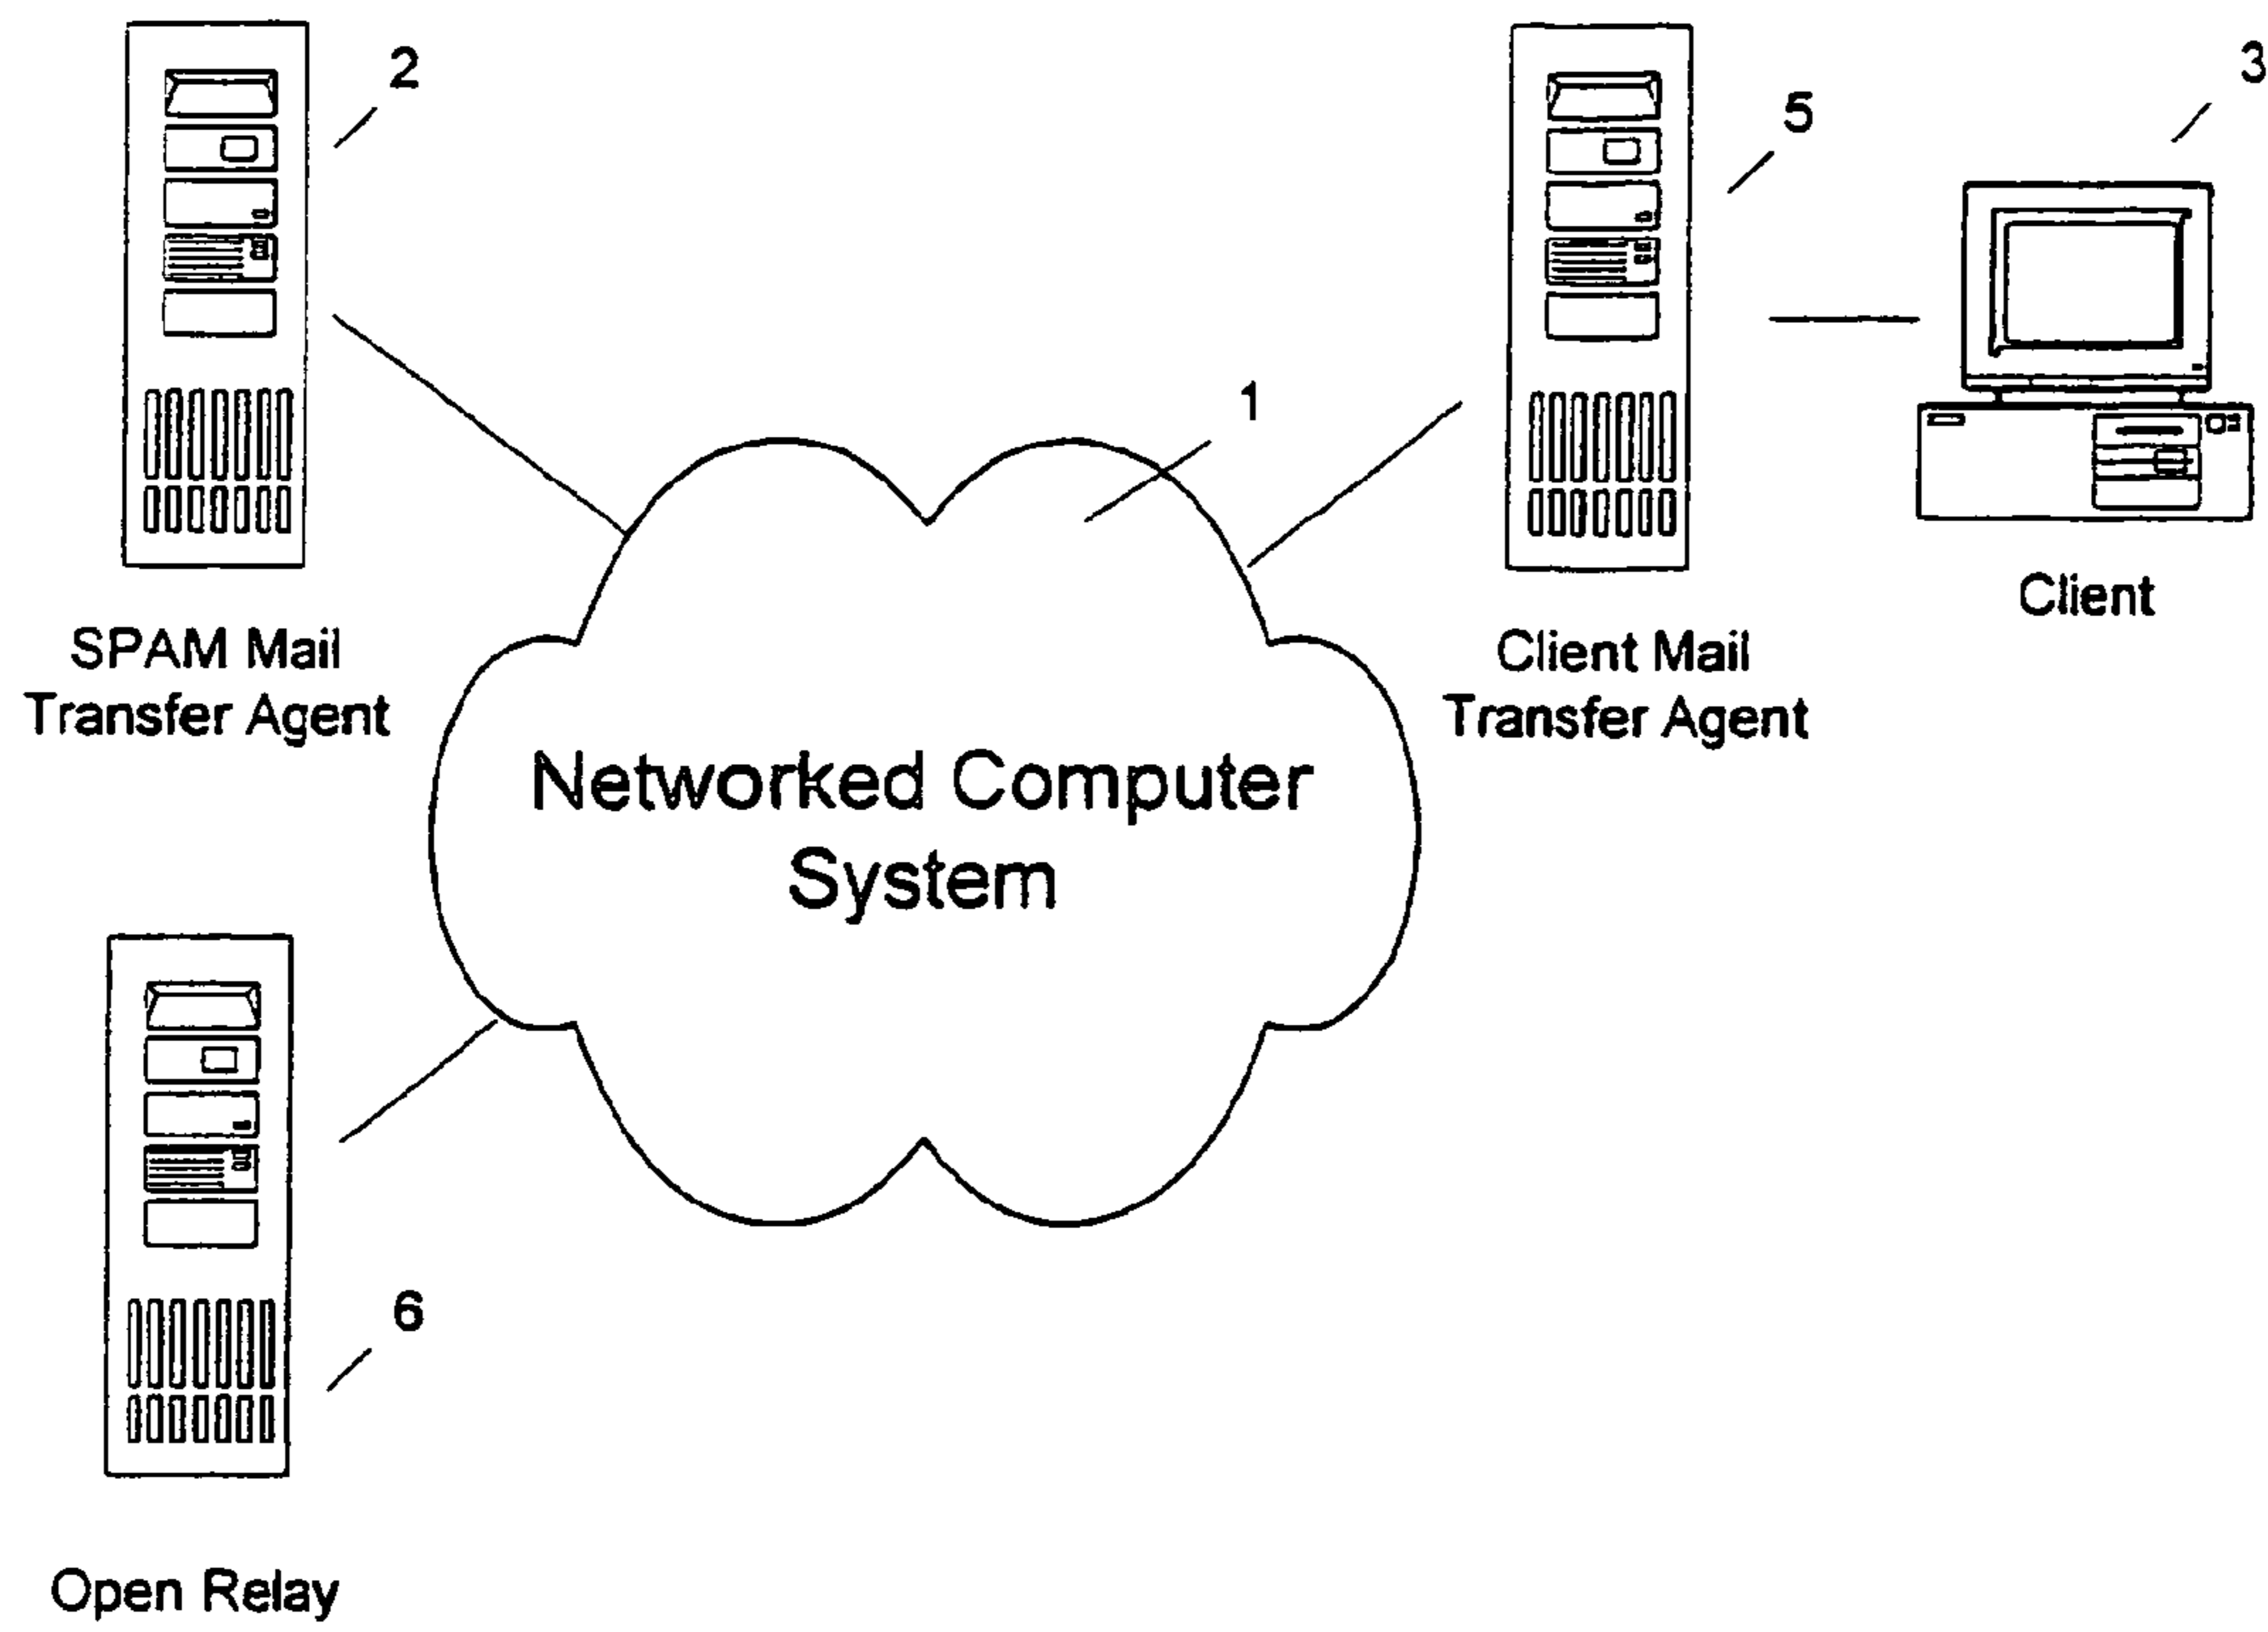 2
3
5
1
Client
SPAM Mail
Transfer Agent
Client Mail
Transfer Agent
Networked Computer
System
6
Open Relay